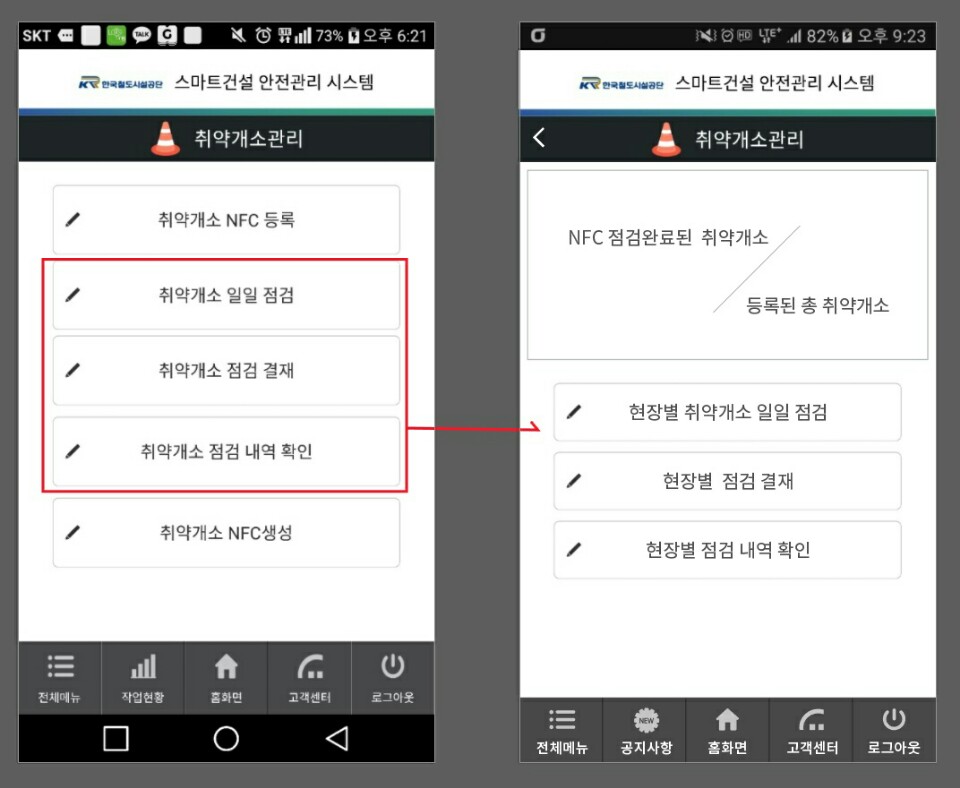 SKT 73% 오후 6:21
한국철도시설공단 스마트건설 안전관리 시스템
취약개소관리
취약개소 NFC 등록
취약개소 일일 점검
취약개소 점검 결재
취약개소 점검 내역 확인
취약개소 NFC생성
전체메뉴 작업현황 홈화면 고객센터 로그아웃
HD LTE+ 82% 오후 9:23
한국철도시설공단 스마트건설 안전관리 시스템
취약개소관리
NFC 점검완료된 취약개소
등록된 총 취약개소
현장별 취약개소 일일 점검
현장별 점검 결재
현장별 점검 내역 확인
NEW
전체메뉴 공지사항 홈화면 고객센터 로그아웃